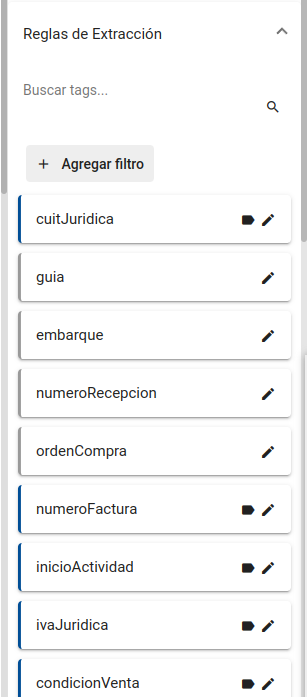 Reglas de Extracción
Buscar tags...
+ Agregar filtro
cuitJuridica
guia
embarque
numeroRecepcion
ordenCompra
numeroFactura
inicioActividad
ivaJuridica
condicionVenta